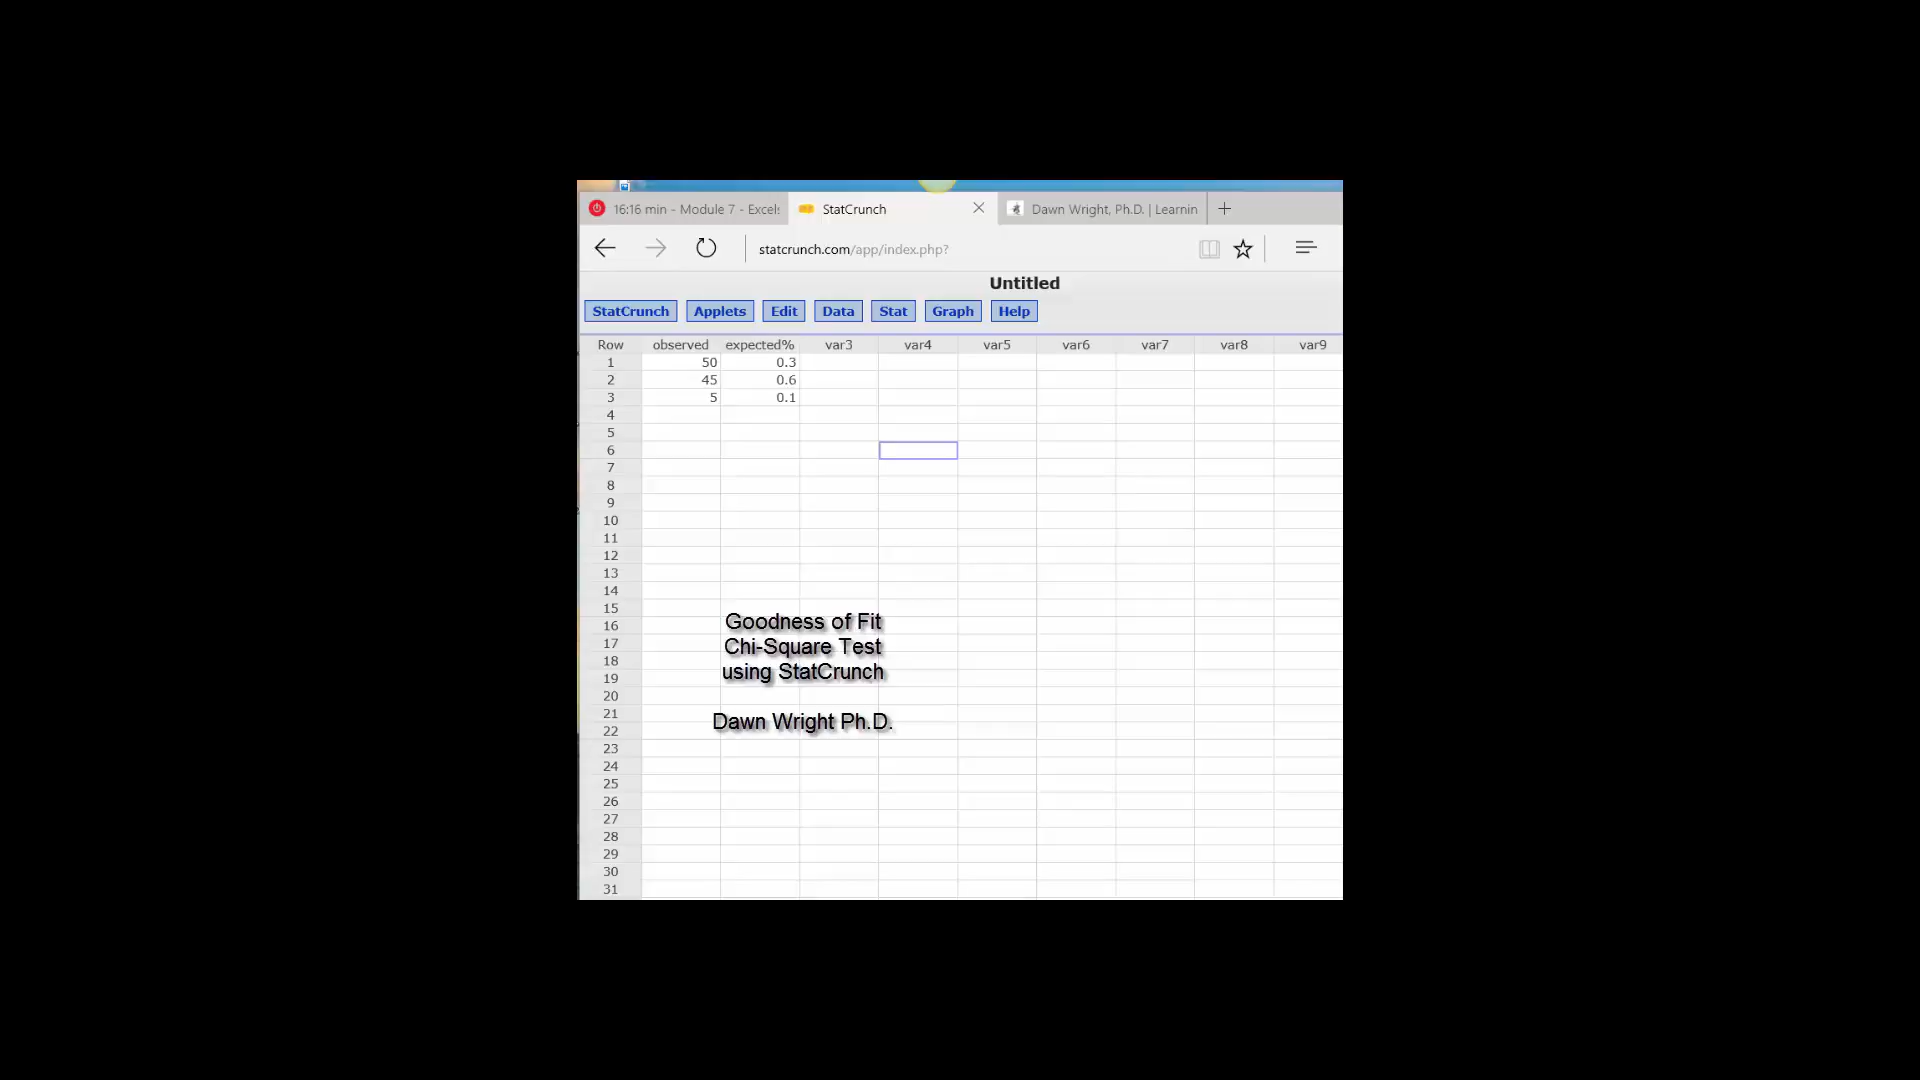 16:16 min - Module 7 - Excels
StatCrunch
Dawn Wright, Ph.D. | Learnin
statcrunch.com/app/index.php?
Untitled
StatCrunch Applets Edit Data Stat Graph Help
Row observed expected% var3 var4 var5 var6 var7 var8 var9
1 50 0.3
2 45 0.6
3 5 0.1
4
5
6
7
8
9
10
11
12
13
14
15
16
17
18
19
20
21
22
23
24
25
26
27
28
29
30
31
Goodness of Fit
Chi-Square Test
using StatCrunch
Dawn Wright Ph.D.